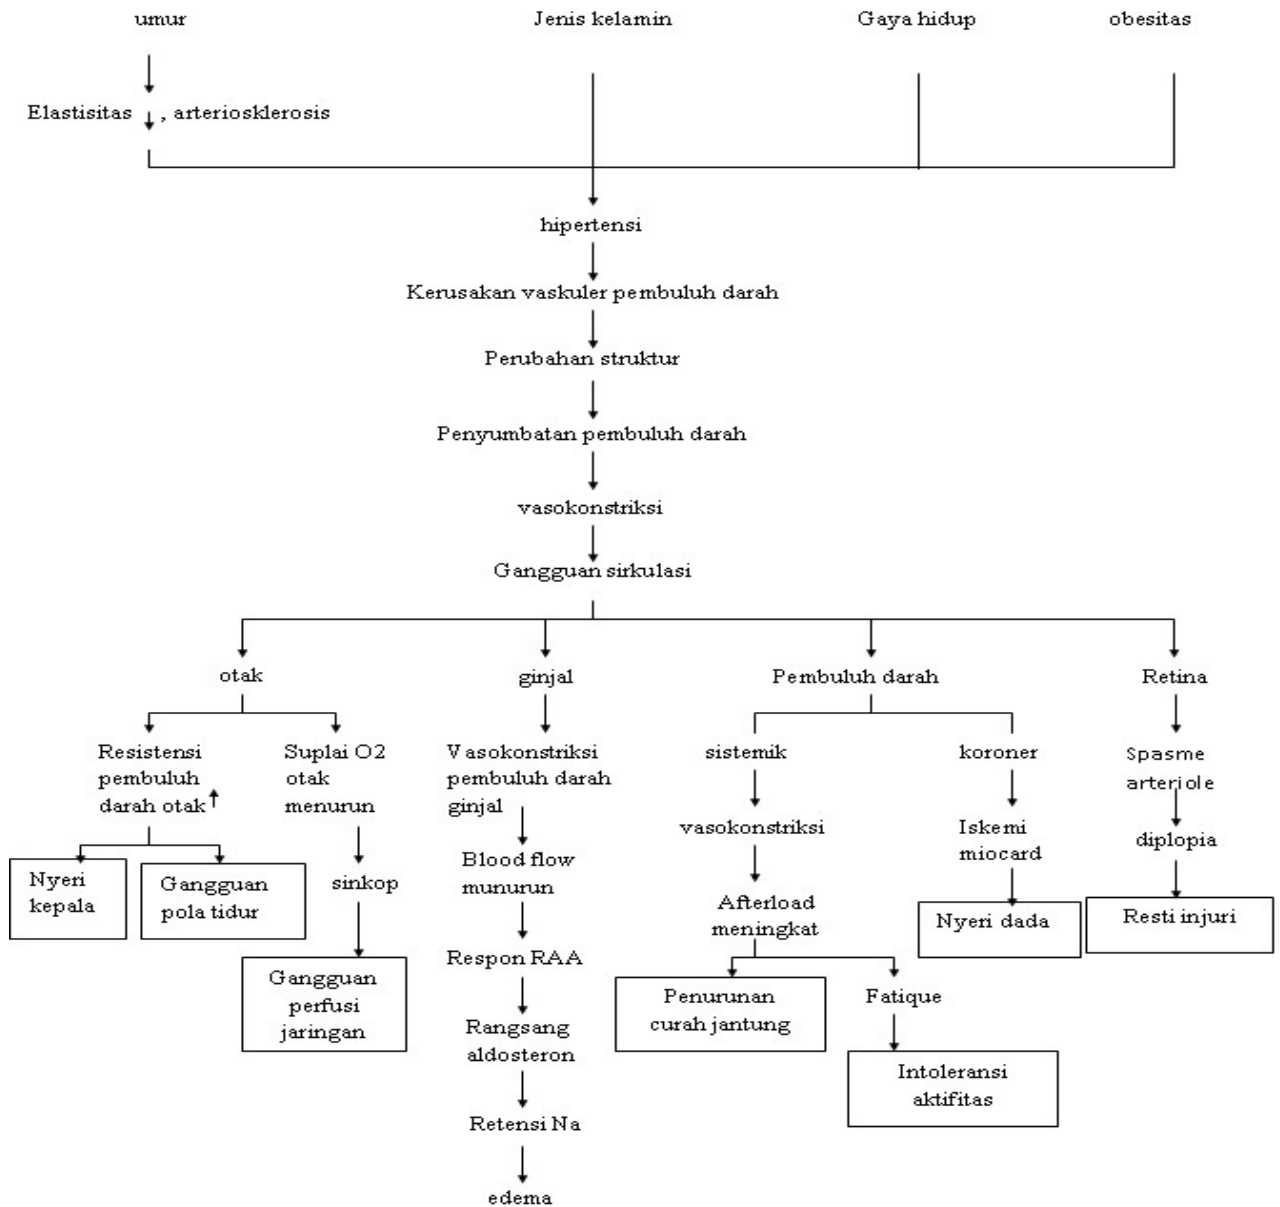 umur
Jenis kelamin
Gaya hidup
obesitas
Elastisitas ↓ , arteriosklerosis
hipertensi
Kerusakan vaskuler pembuluh darah
Perubahan struktur
Penyumbatan pembuluh darah
vasokonstriksi
Gangguan sirkulasi
otak
ginjal
Pembuluh darah
Retina
Resistensi
pembuluh
darah otak ↑
Suplai O2
otak
menurun
Vasokonstriksi
pembuluh darah
ginjal
sistemik
koroner
Spasme
arteriole
vasokonstriksi
Iskemi
miocard
diplopia
Nyeri
kepala
Gangguan
pola tidur
sinkop
Blood flow
munurun
Afterload
meningkat
Nyeri dada
Resti injuri
Gangguan
perfusi
jaringan
Respon RAA
Penurunan
curah jantung
Fatique
Rangsang
aldosteron
Intoleransi
aktifitas
Retensi Na
edema